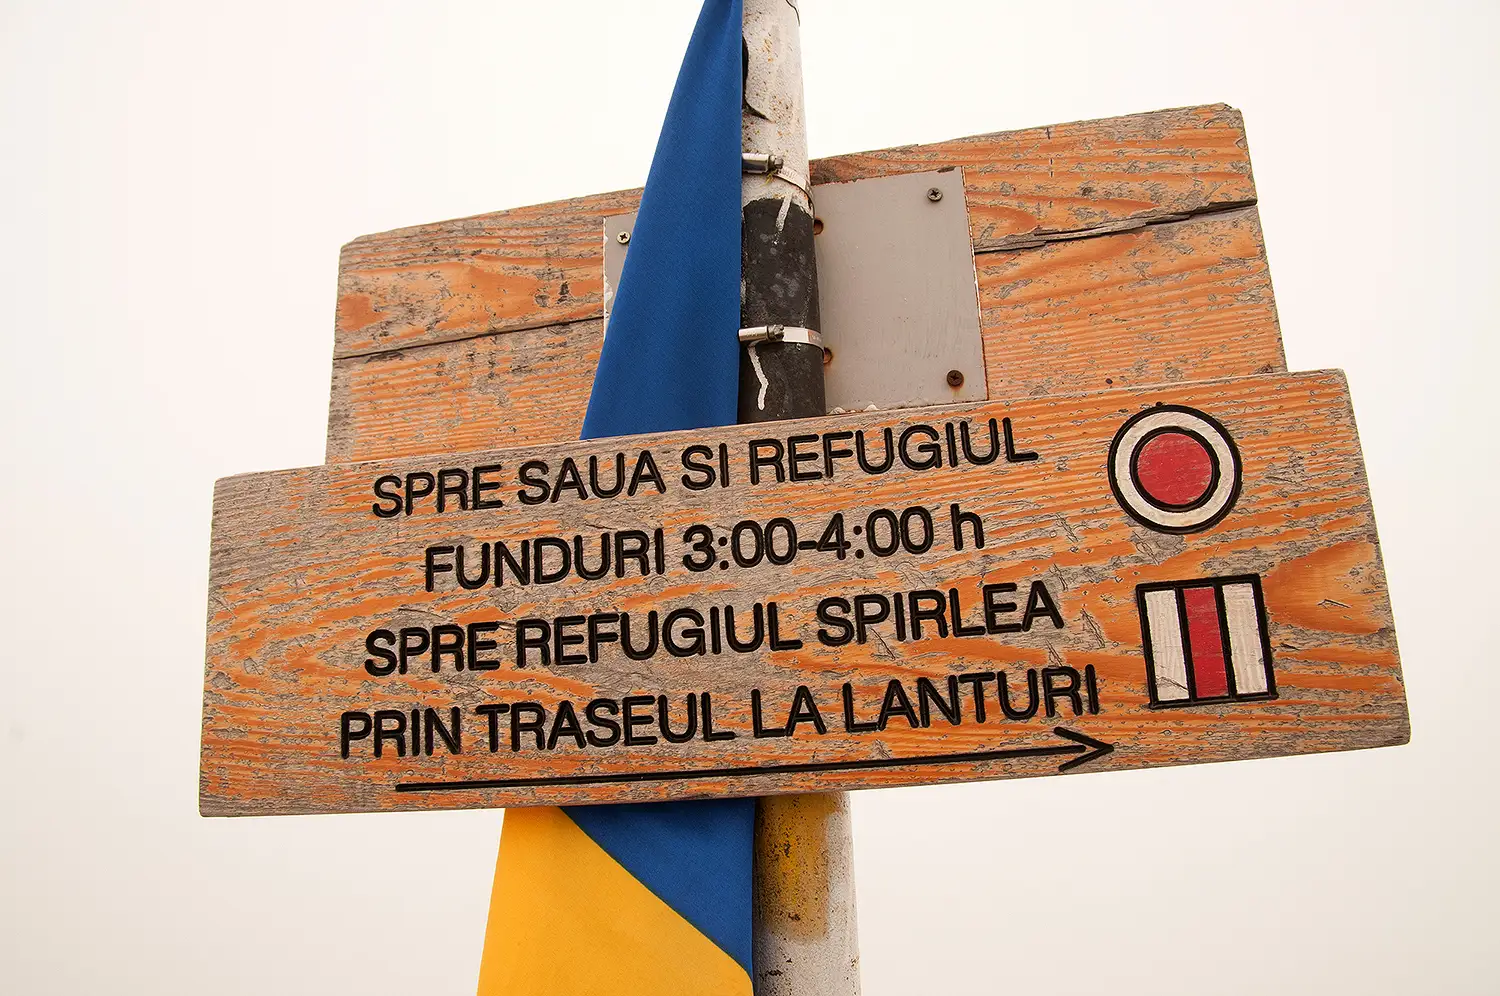 SPRE SAUA SI REFUGIUL
FUNDURI 3:00-4:00 h
SPRE REFUGIUL SPIRLEA
PRIN TRASEUL LA LANTURI